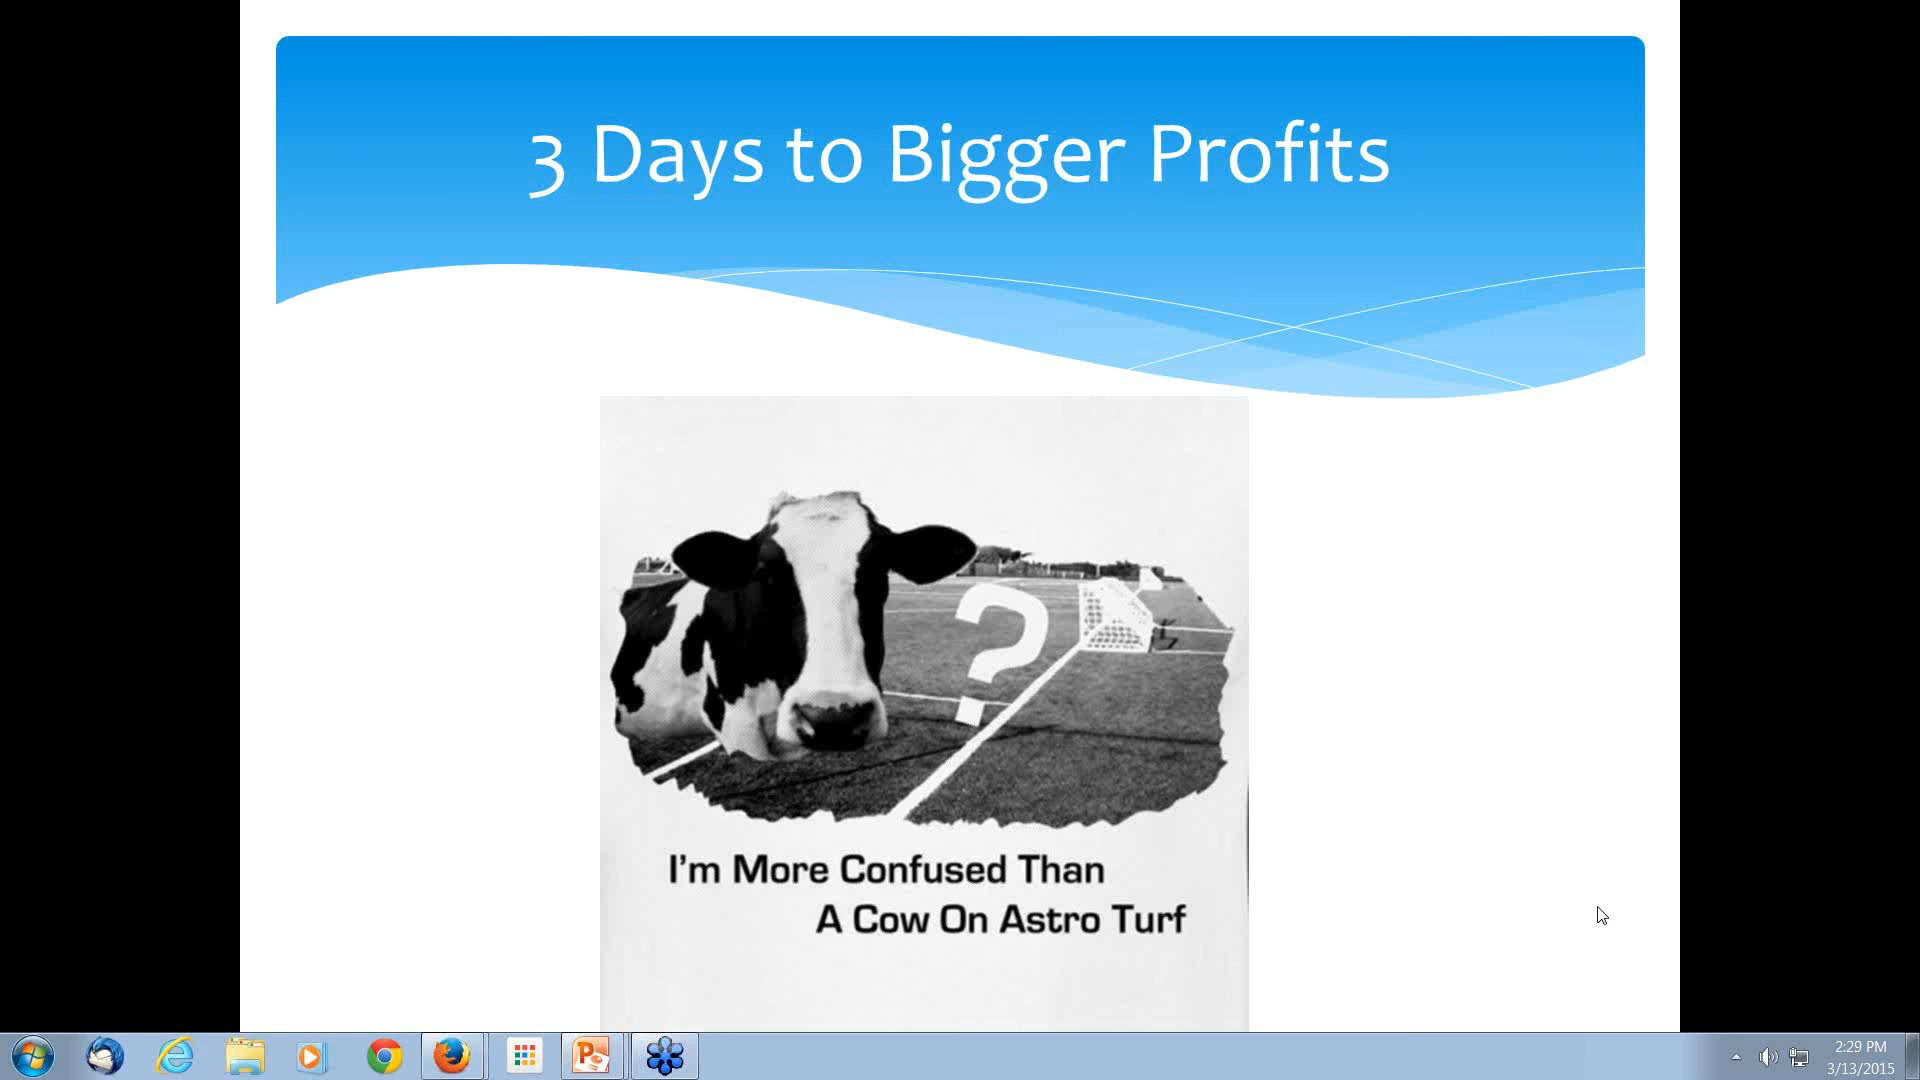 3 Days to Bigger Profits
?
I'm More Confused Than
A Cow On Astro Turf
2:29 PM
3/13/2015